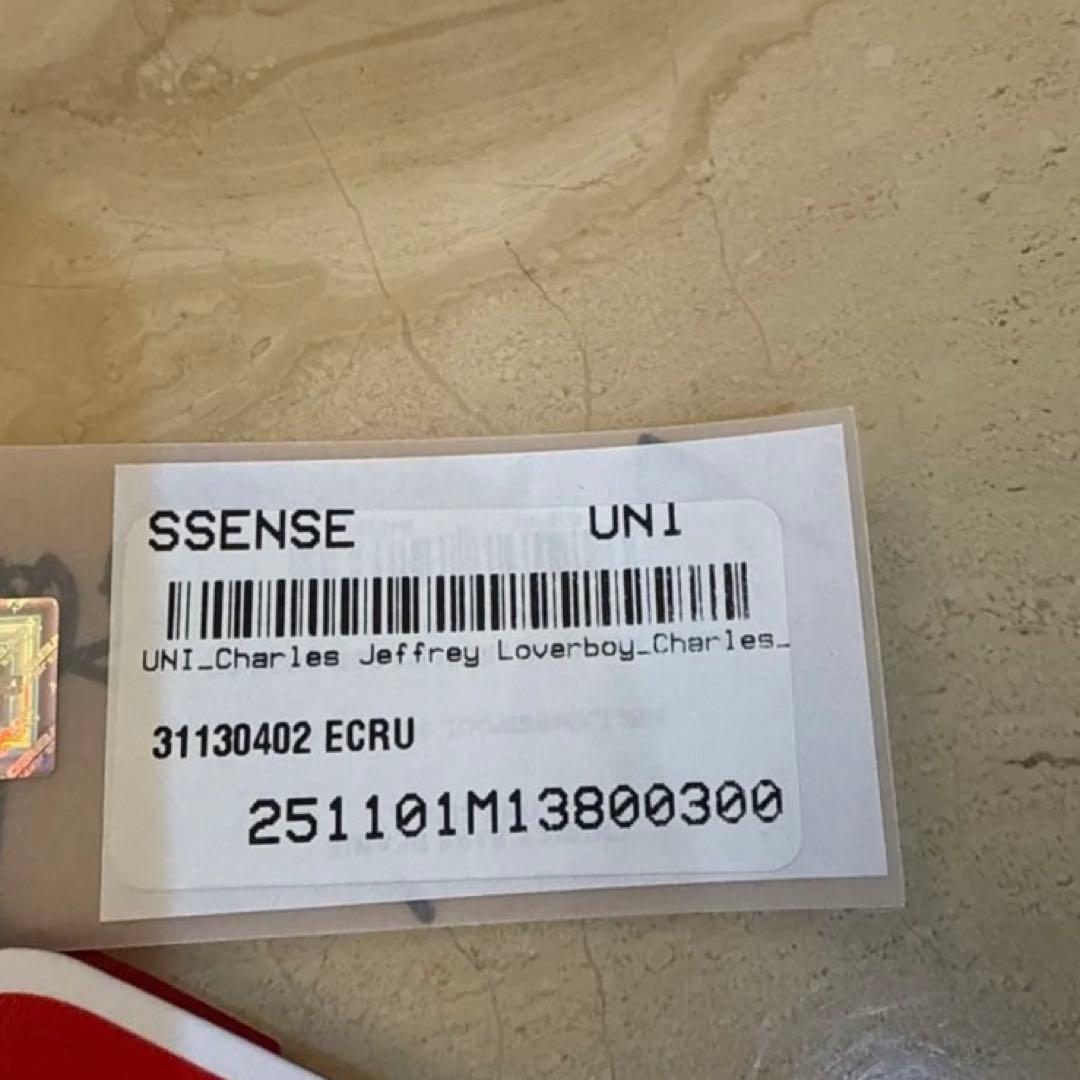 SSENSE UNI
UNI_Charles Jeffrey Loverboy_Charles_
31130402 ECRU
251101M13800300